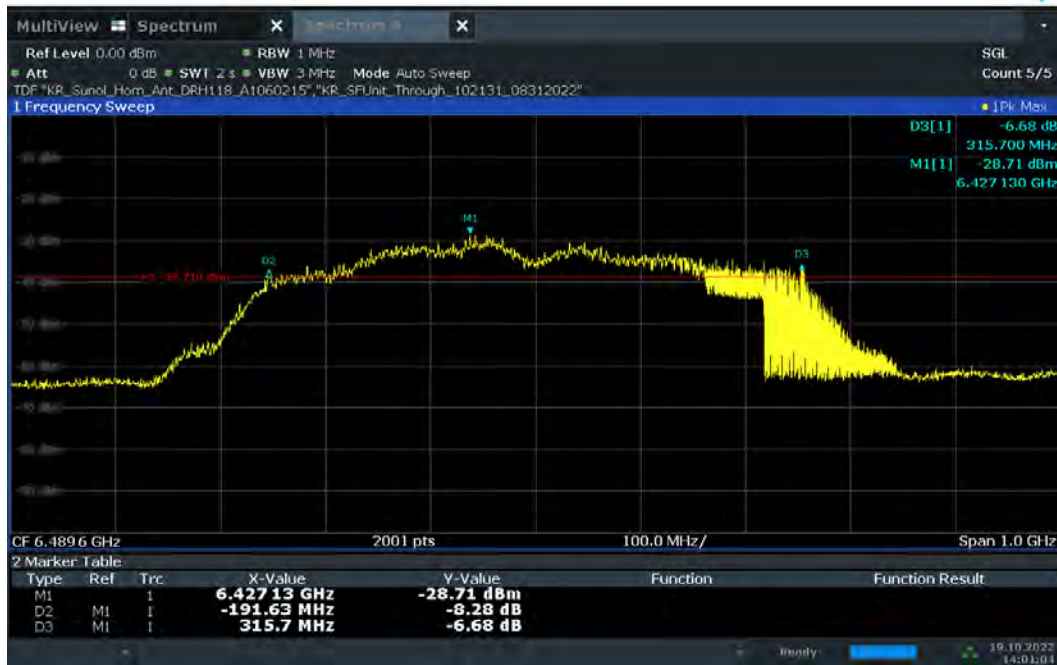 MultiView Spectrum X X
Ref Level 0.00 dBm RBW 1 MHz SGL
Att 0 dB SWT 2 s VBW 3 MHz Mode Auto Sweep Count 5/5
TDF "KR_Sunol_Horn_Ant_DRH118_A1060215","KR_SFUnit_Through_102131_08312022"
1 Frequency Sweep 1Pk Max
D3[1] -6.68 dB
315.700 MHz
M1[1] -28.71 dBm
6.427 130 GHz
M1
D2
D3
CF 6.489 6 GHz 2001 pts 100.0 MHz/ Span 1.0 GHz
2 Marker Table
Type Ref Trc X-Value Y-Value Function Function Result
M1 1 6.427 13 GHz -28.71 dBm
D2 M1 1 -191.63 MHz -8.28 dB
D3 M1 1 315.7 MHz -6.68 dB
Ready 19.10.2022
14:01:03